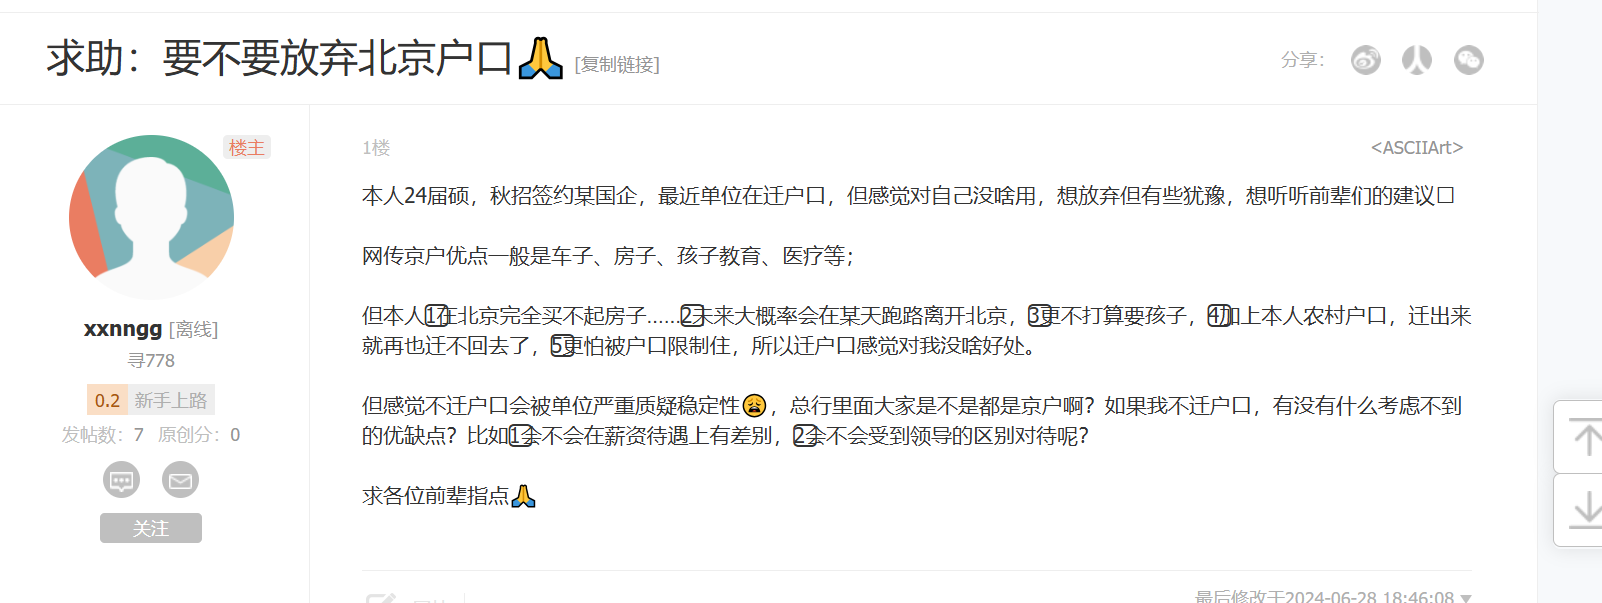 求助：要不要放弃北京户口🙏 [复制链接]
分享：
楼主
1楼
<ASCIIArt>
本人24届硕，秋招签约某国企，最近单位在迁户口，但感觉对自己没啥用，想放弃但有些犹豫，想听听前辈们的建议□
网传京户优点一般是车子、房子、孩子教育、医疗等；
但本人1⃣在北京完全买不起房子……2⃣未来大概率会在某天跑路离开北京，3⃣更不打算要孩子，4⃣加上本人农村户口，迁出来
就再也迁不回去了，5⃣更怕被户口限制住，所以迁户口感觉对我没啥好处。
但感觉不迁户口会被单位严重质疑稳定性😩，总行里面大家是不是都是京户啊？如果我不迁户口，有没有什么考虑不到
的优缺点？比如1⃣会不会在薪资待遇上有差别，2⃣会不会受到领导的区别对待呢？
求各位前辈指点🙏
xxnngg [离线]
寻778
0.2 新手上路
发帖数：7 原创分：0
关注
最后修改于2024-06-28 18:46:08